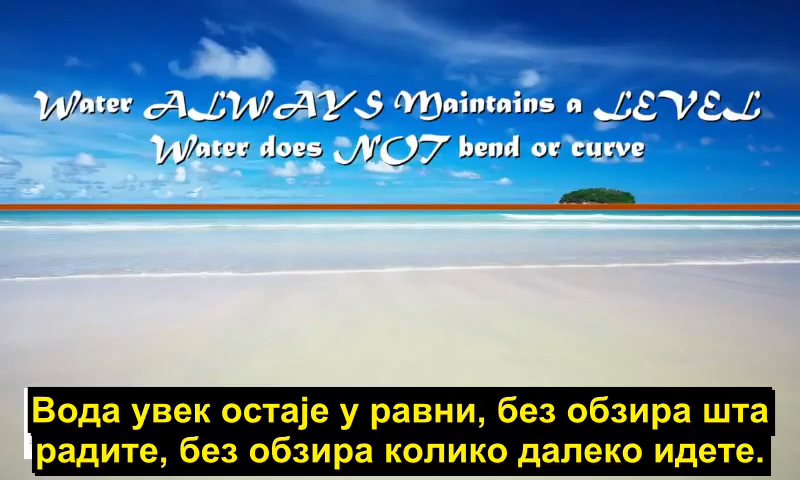 Water ALWAYS Maintains a LEVEL
Water does NOT bend or curve
Вода увек остаје у равни, без обзира шта
радите, без обзира колико далеко идете.